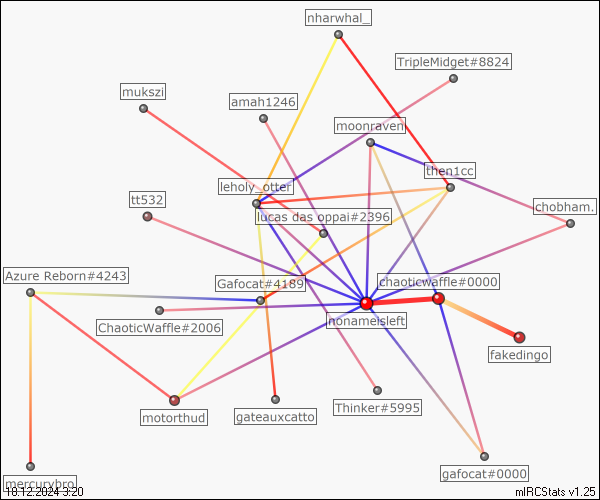 nharwhal_
TripleMidget#8824
mukszi
amah1246
moonraven
then1cc
leholy_otter
tt532
lucas das oppai#2396
chobham.
Azure Reborn#4243
Gafocat#4189
chaoticwaffle#0000
ChaoticWaffle#2006
nonameisleft
fakedingo
motorthud
gateauxcatto
Thinker#5995
gafocat#0000
mercurybro
10.12.2024 3:20
mIRCStats v1.25